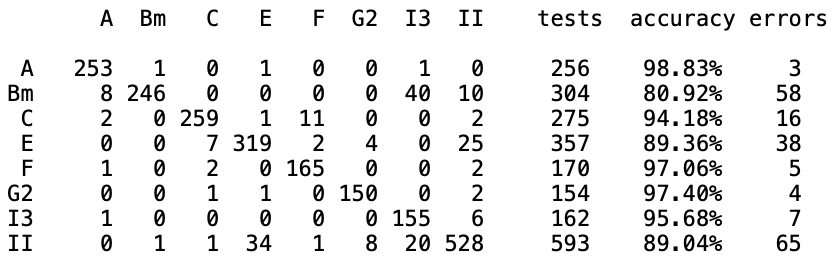 A Bm C E F G2 I3 II tests accuracy errors
A 253 1 0 1 0 0 1 0 256 98.83% 3
Bm 8 246 0 0 0 0 40 10 304 80.92% 58
C 2 0 259 1 11 0 0 2 275 94.18% 16
E 0 0 7 319 2 4 0 25 357 89.36% 38
F 1 0 2 0 165 0 0 2 170 97.06% 5
G2 0 0 1 1 0 150 0 2 154 97.40% 4
I3 1 0 0 0 0 0 155 6 162 95.68% 7
II 0 1 1 34 1 8 20 528 593 89.04% 65